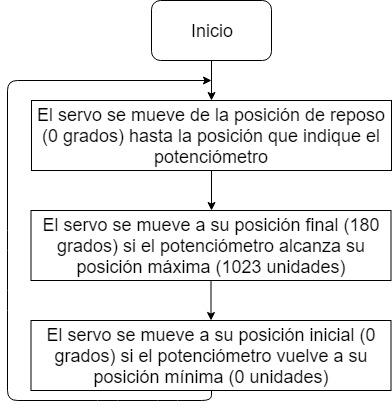 Inicio
El servo se mueve de la posición de reposo
(0 grados) hasta la posición que indique el
potenciómetro
El servo se mueve a su posición final (180
grados) si el potenciómetro alcanza su
posición máxima (1023 unidades)
El servo se mueve a su posición inicial (0
grados) si el potenciómetro vuelve a su
posición mínima (0 unidades)